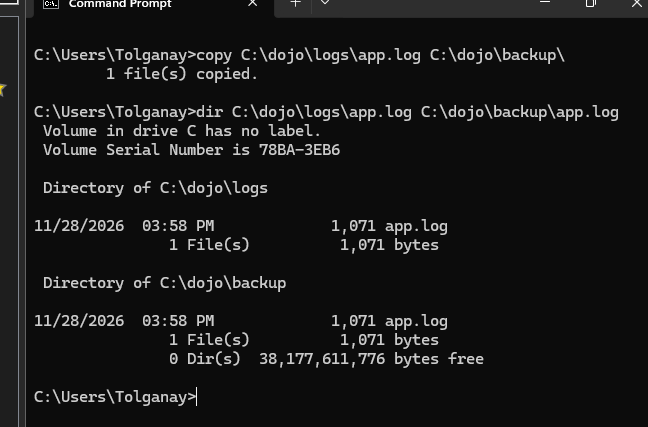 Command Prompt
C:\Users\Tolganay>copy C:\dojo\logs\app.log C:\dojo\backup\
1 file(s) copied.
C:\Users\Tolganay>dir C:\dojo\logs\app.log C:\dojo\backup\app.log
Volume in drive C has no label.
Volume Serial Number is 78BA-3EB6
Directory of C:\dojo\logs
11/28/2026  03:58 PM             1,071 app.log
1 File(s)          1,071 bytes
Directory of C:\dojo\backup
11/28/2026  03:58 PM             1,071 app.log
1 File(s)          1,071 bytes
0 Dir(s)  38,177,611,776 bytes free
C:\Users\Tolganay>